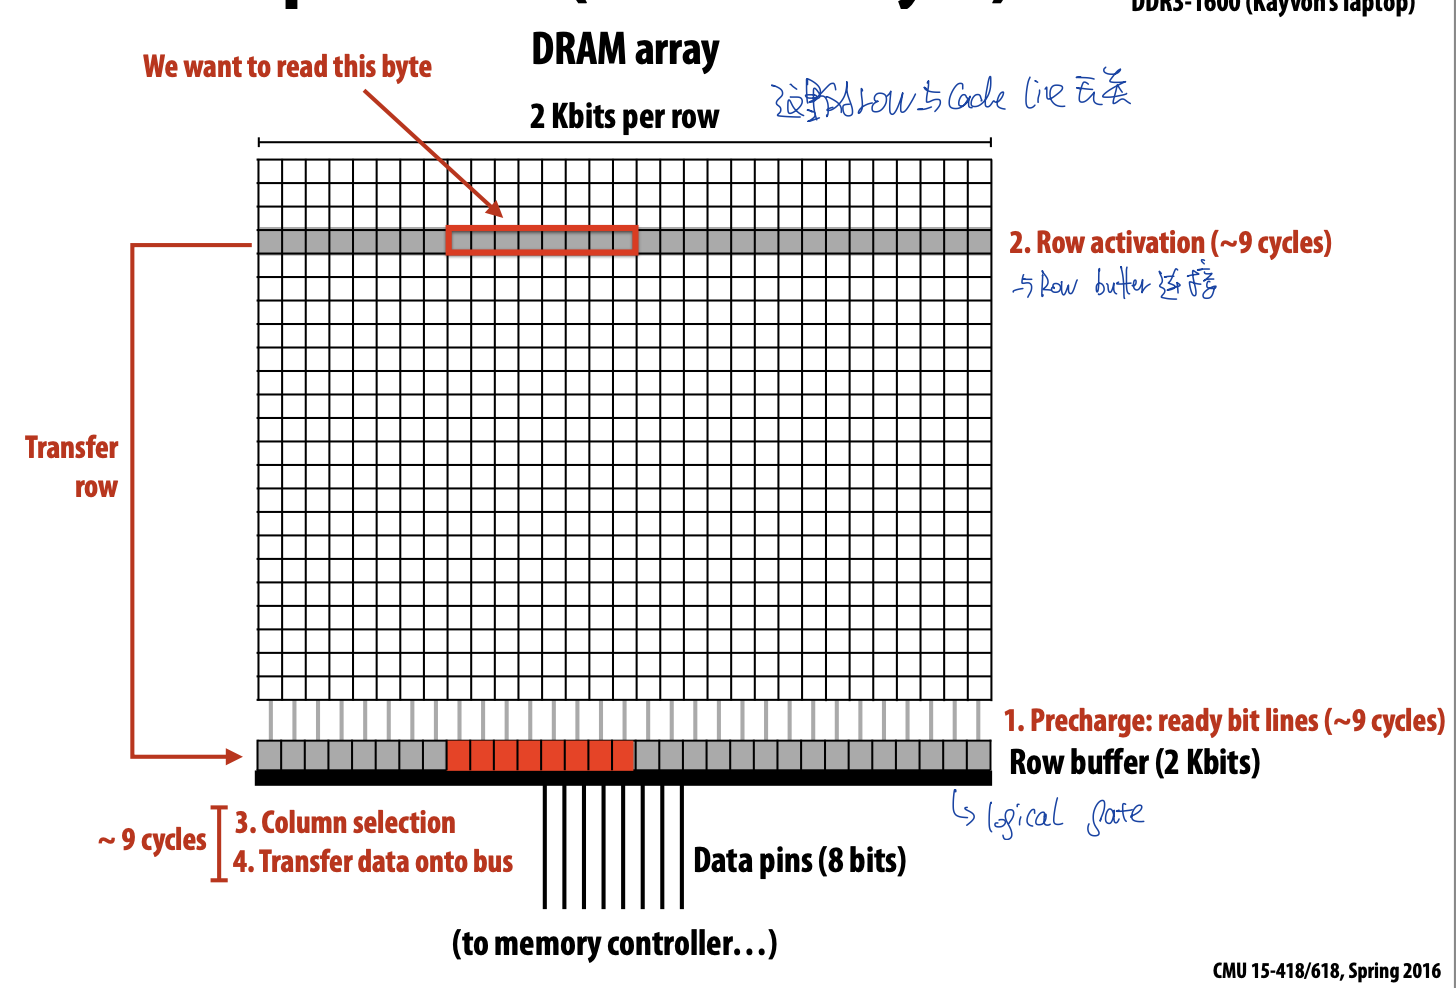 DDR3-1600 (Kayvon's laptop)
DRAM array
We want to read this byte
2 Kbits per row
这里的row与Cache line无关
2. Row activation (~9 cycles)
与Row buffer连接
Transfer
row
1. Precharge: ready bit lines (~9 cycles)
Row buffer (2 Kbits)
↳ logical gate
~ 9 cycles
3. Column selection
4. Transfer data onto bus
Data pins (8 bits)
(to memory controller...)
CMU 15-418/618, Spring 2016